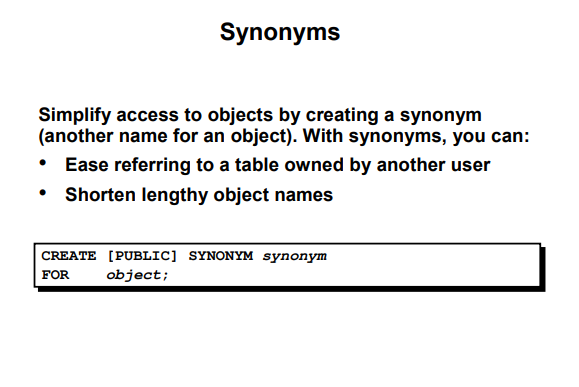 Synonyms
Simplify access to objects by creating a synonym
(another name for an object). With synonyms, you can:
• Ease referring to a table owned by another user
• Shorten lengthy object names
CREATE [PUBLIC] SYNONYM synonym
FOR object;